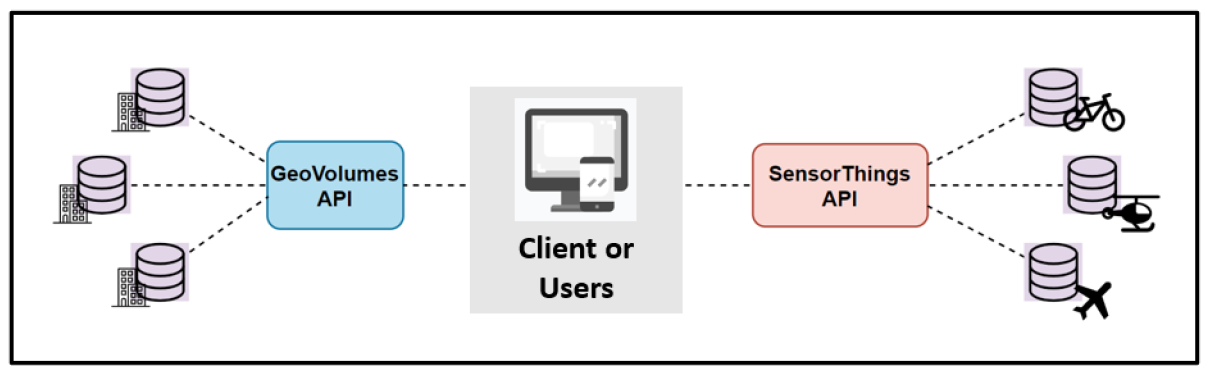 GeoVolumes
API
Client or
Users
SensorThings
API